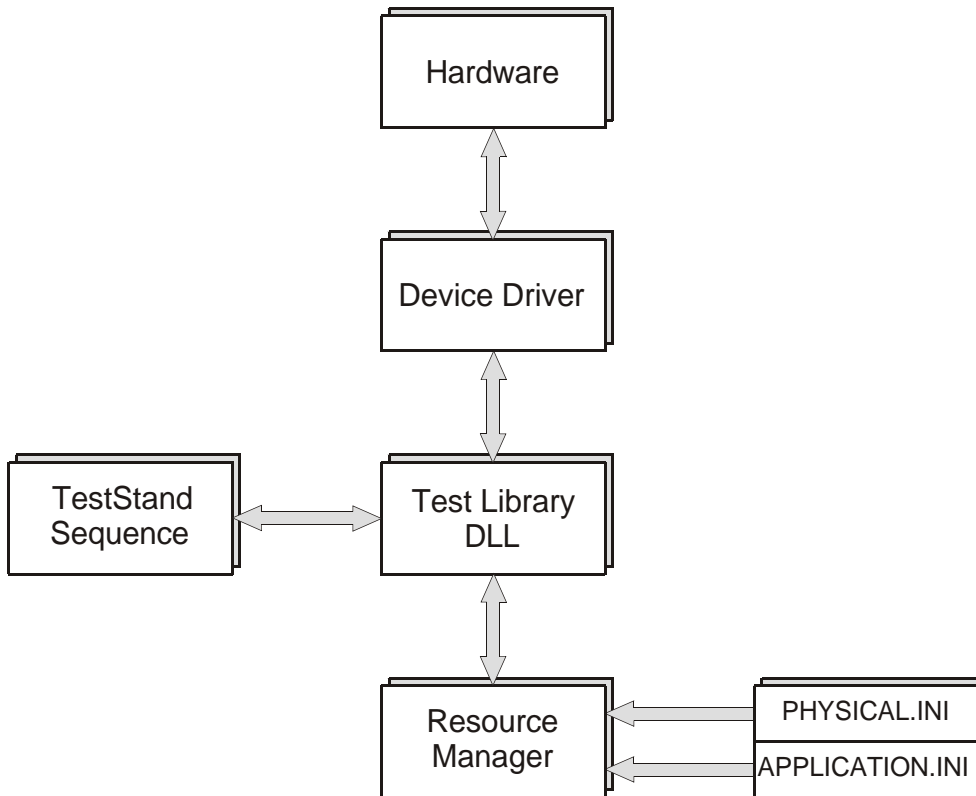 Hardware
Device Driver
TestStand
Sequence
Test Library
DLL
Resource
Manager
PHYSICAL.INI
APPLICATION.INI